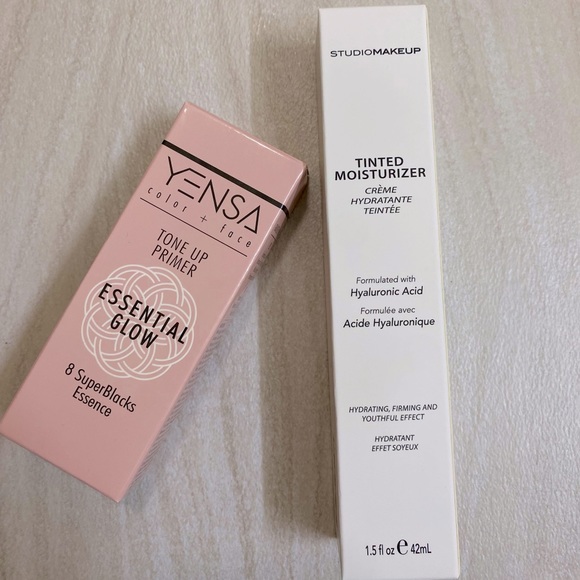 YENSA
color + face
TONE UP
PRIMER
ESSENTIAL
GLOW
8 SuperBlacks
Essence
STUDIOMAKEUP
TINTED
MOISTURIZER
CRÈME
HYDRATANTE
TEINTÉE
Formulated with
Hyaluronic Acid
Formulée avec
Acide Hyaluronique
HYDRATING, FIRMING AND
YOUTHFUL EFFECT
HYDRATANT
EFFET SOYEUX
1.5 fl oz ℮ 42mL